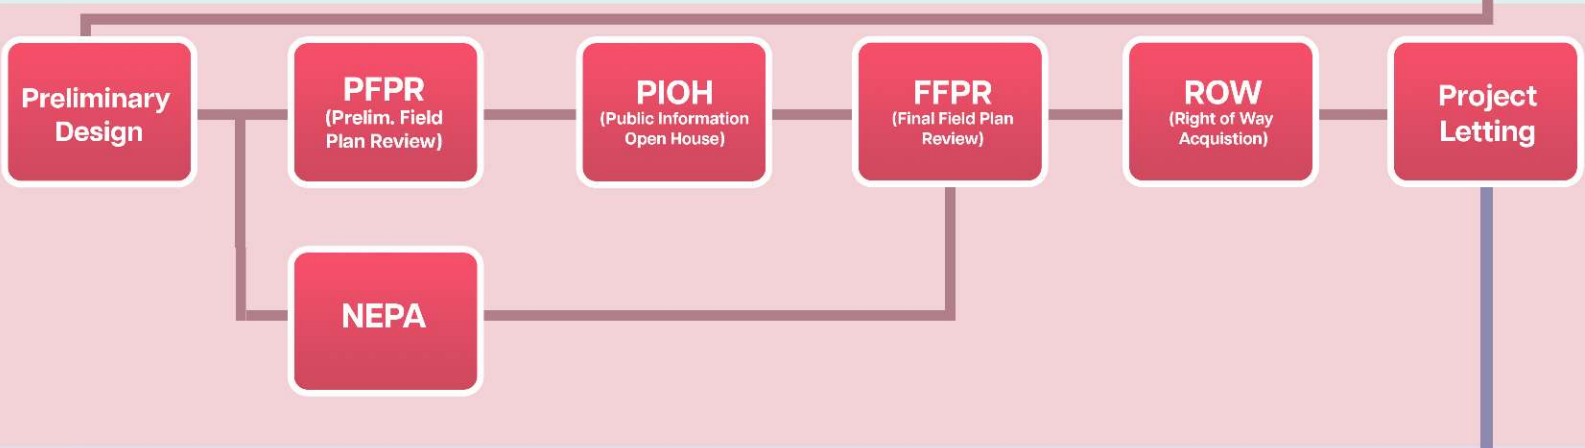 Preliminary
Design
PFPR
(Prelim. Field
Plan Review)
PIOH
(Public Information
Open House)
FFPR
(Final Field Plan
Review)
ROW
(Right of Way
Acquistion)
Project
Letting
NEPA